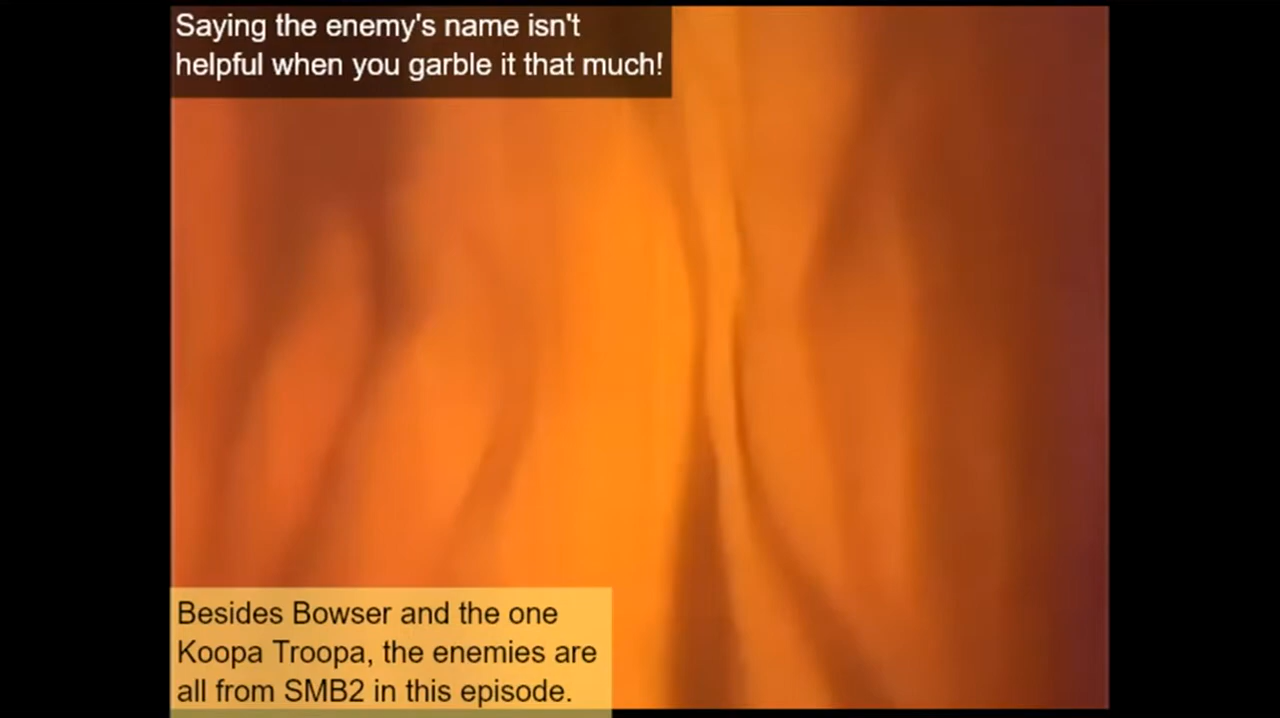 Saying the enemy's name isn't
helpful when you garble it that much!
Besides Bowser and the one
Koopa Troopa, the enemies are
all from SMB2 in this episode.